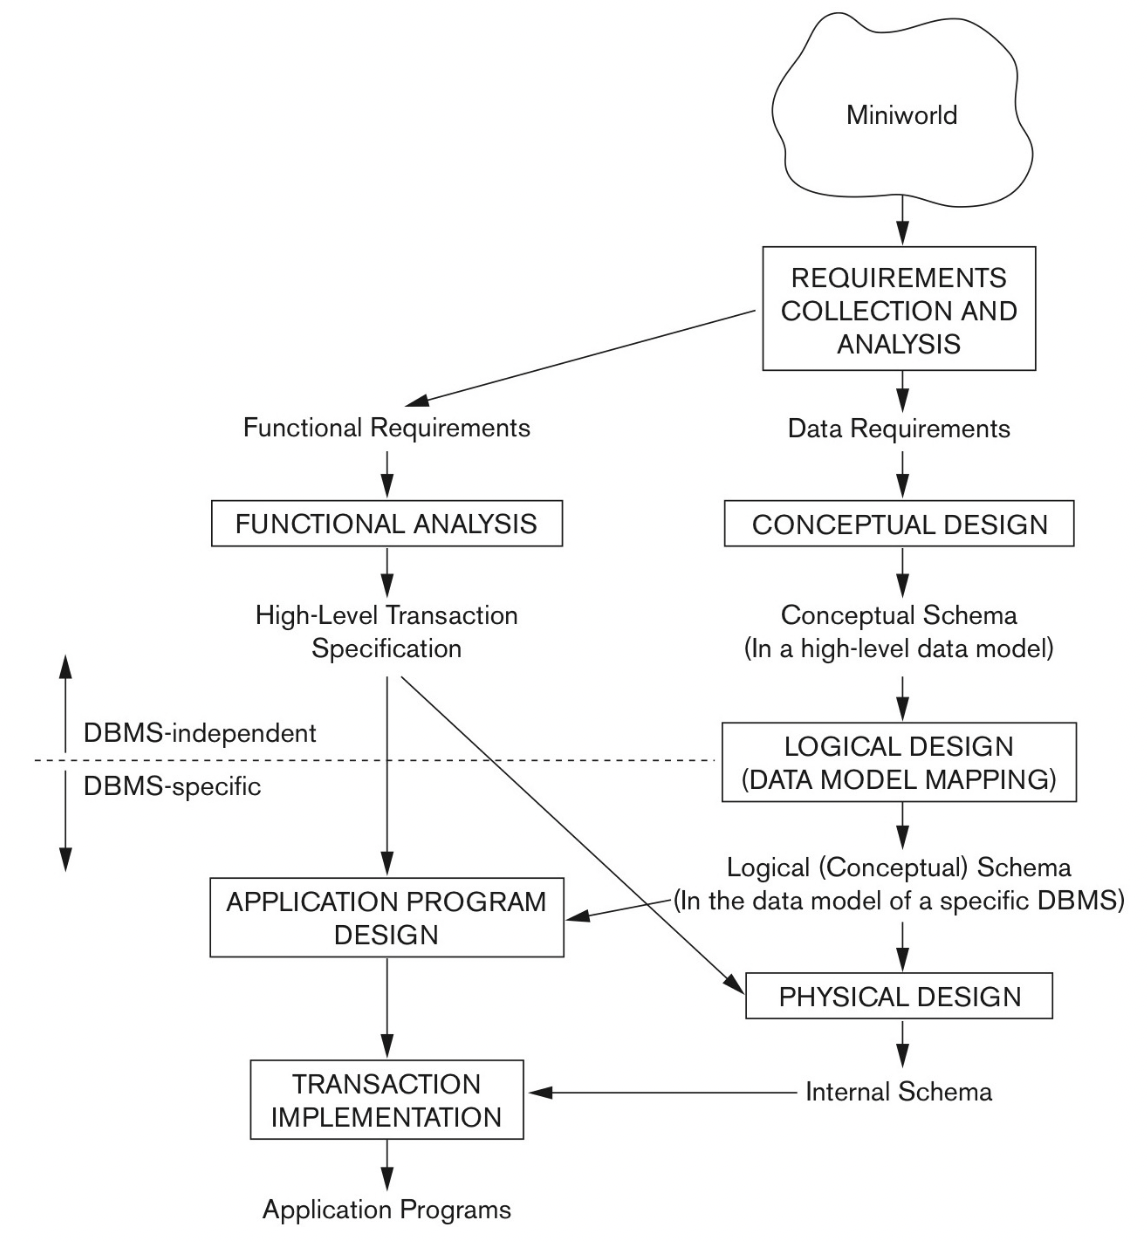 Miniworld
REQUIREMENTS
COLLECTION AND
ANALYSIS
Functional Requirements
Data Requirements
FUNCTIONAL ANALYSIS
CONCEPTUAL DESIGN
High-Level Transaction
Specification
Conceptual Schema
(In a high-level data model)
DBMS-independent
DBMS-specific
LOGICAL DESIGN
(DATA MODEL MAPPING)
Logical (Conceptual) Schema
(In the data model of a specific DBMS)
APPLICATION PROGRAM
DESIGN
PHYSICAL DESIGN
TRANSACTION
IMPLEMENTATION
Internal Schema
Application Programs